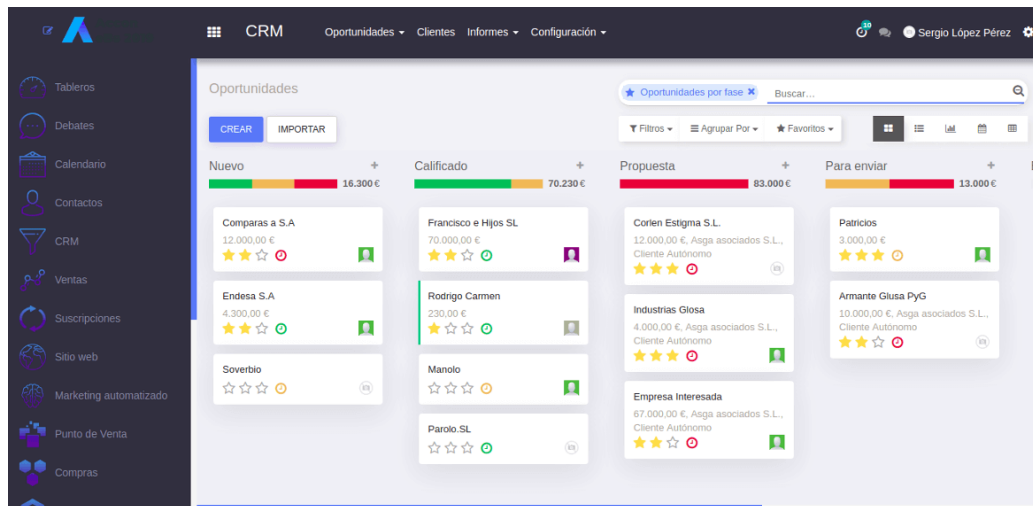 CRM
Oportunidades
Clientes
Informes
Configuración
10
Sergio López Pérez
Tableros
Debates
Calendario
Contactos
CRM
Ventas
Suscripciones
Sitio web
Marketing automatizado
Punto de Venta
Compras
Oportunidades
Oportunidades por fase
Buscar...
CREAR
IMPORTAR
Filtros
Agrupar Por
Favoritos
Nuevo
16.300 €
Comparas a S.A
12.000,00 €
Endesa S.A
4.300,00 €
Soverbio
Calificado
70.230 €
Francisco e Hijos SL
70.000,00 €
Rodrigo Carmen
230,00 €
Manolo
Parolo.SL
Propuesta
83.000 €
Corlen Estigma S.L.
12.000,00 €, Asga asociados S.L.,
Cliente Autónomo
Industrias Glosa
4.000,00 €, Asga asociados S.L.,
Cliente Autónomo
Empresa Interesada
67.000,00 €, Asga asociados S.L.,
Cliente Autónomo
Para enviar
13.000 €
Patricios
3.000,00 €
Armante Glusa PyG
10.000,00 €, Asga asociados S.L.,
Cliente Autónomo